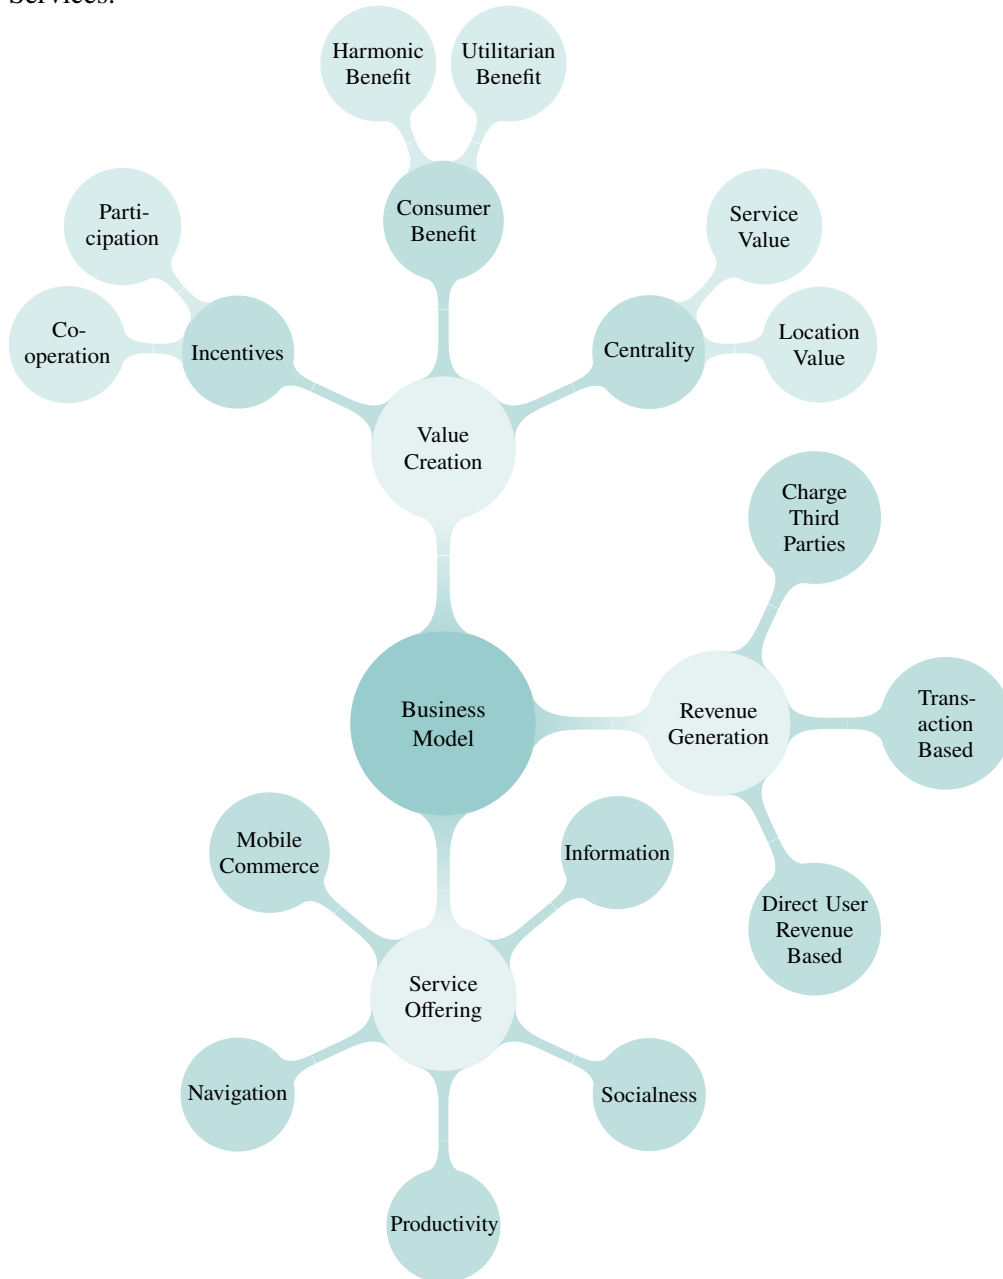 Services.
Harmonic
Benefit
Utilitarian
Benefit
Parti-
cipation
Consumer
Benefit
Service
Value
Co-
operation
Incentives
Centrality
Location
Value
Value
Creation
Charge
Third
Parties
Business
Model
Revenue
Generation
Trans-
action
Based
Mobile
Commerce
Information
Direct User
Revenue
Based
Service
Offering
Navigation
Socialness
Productivity